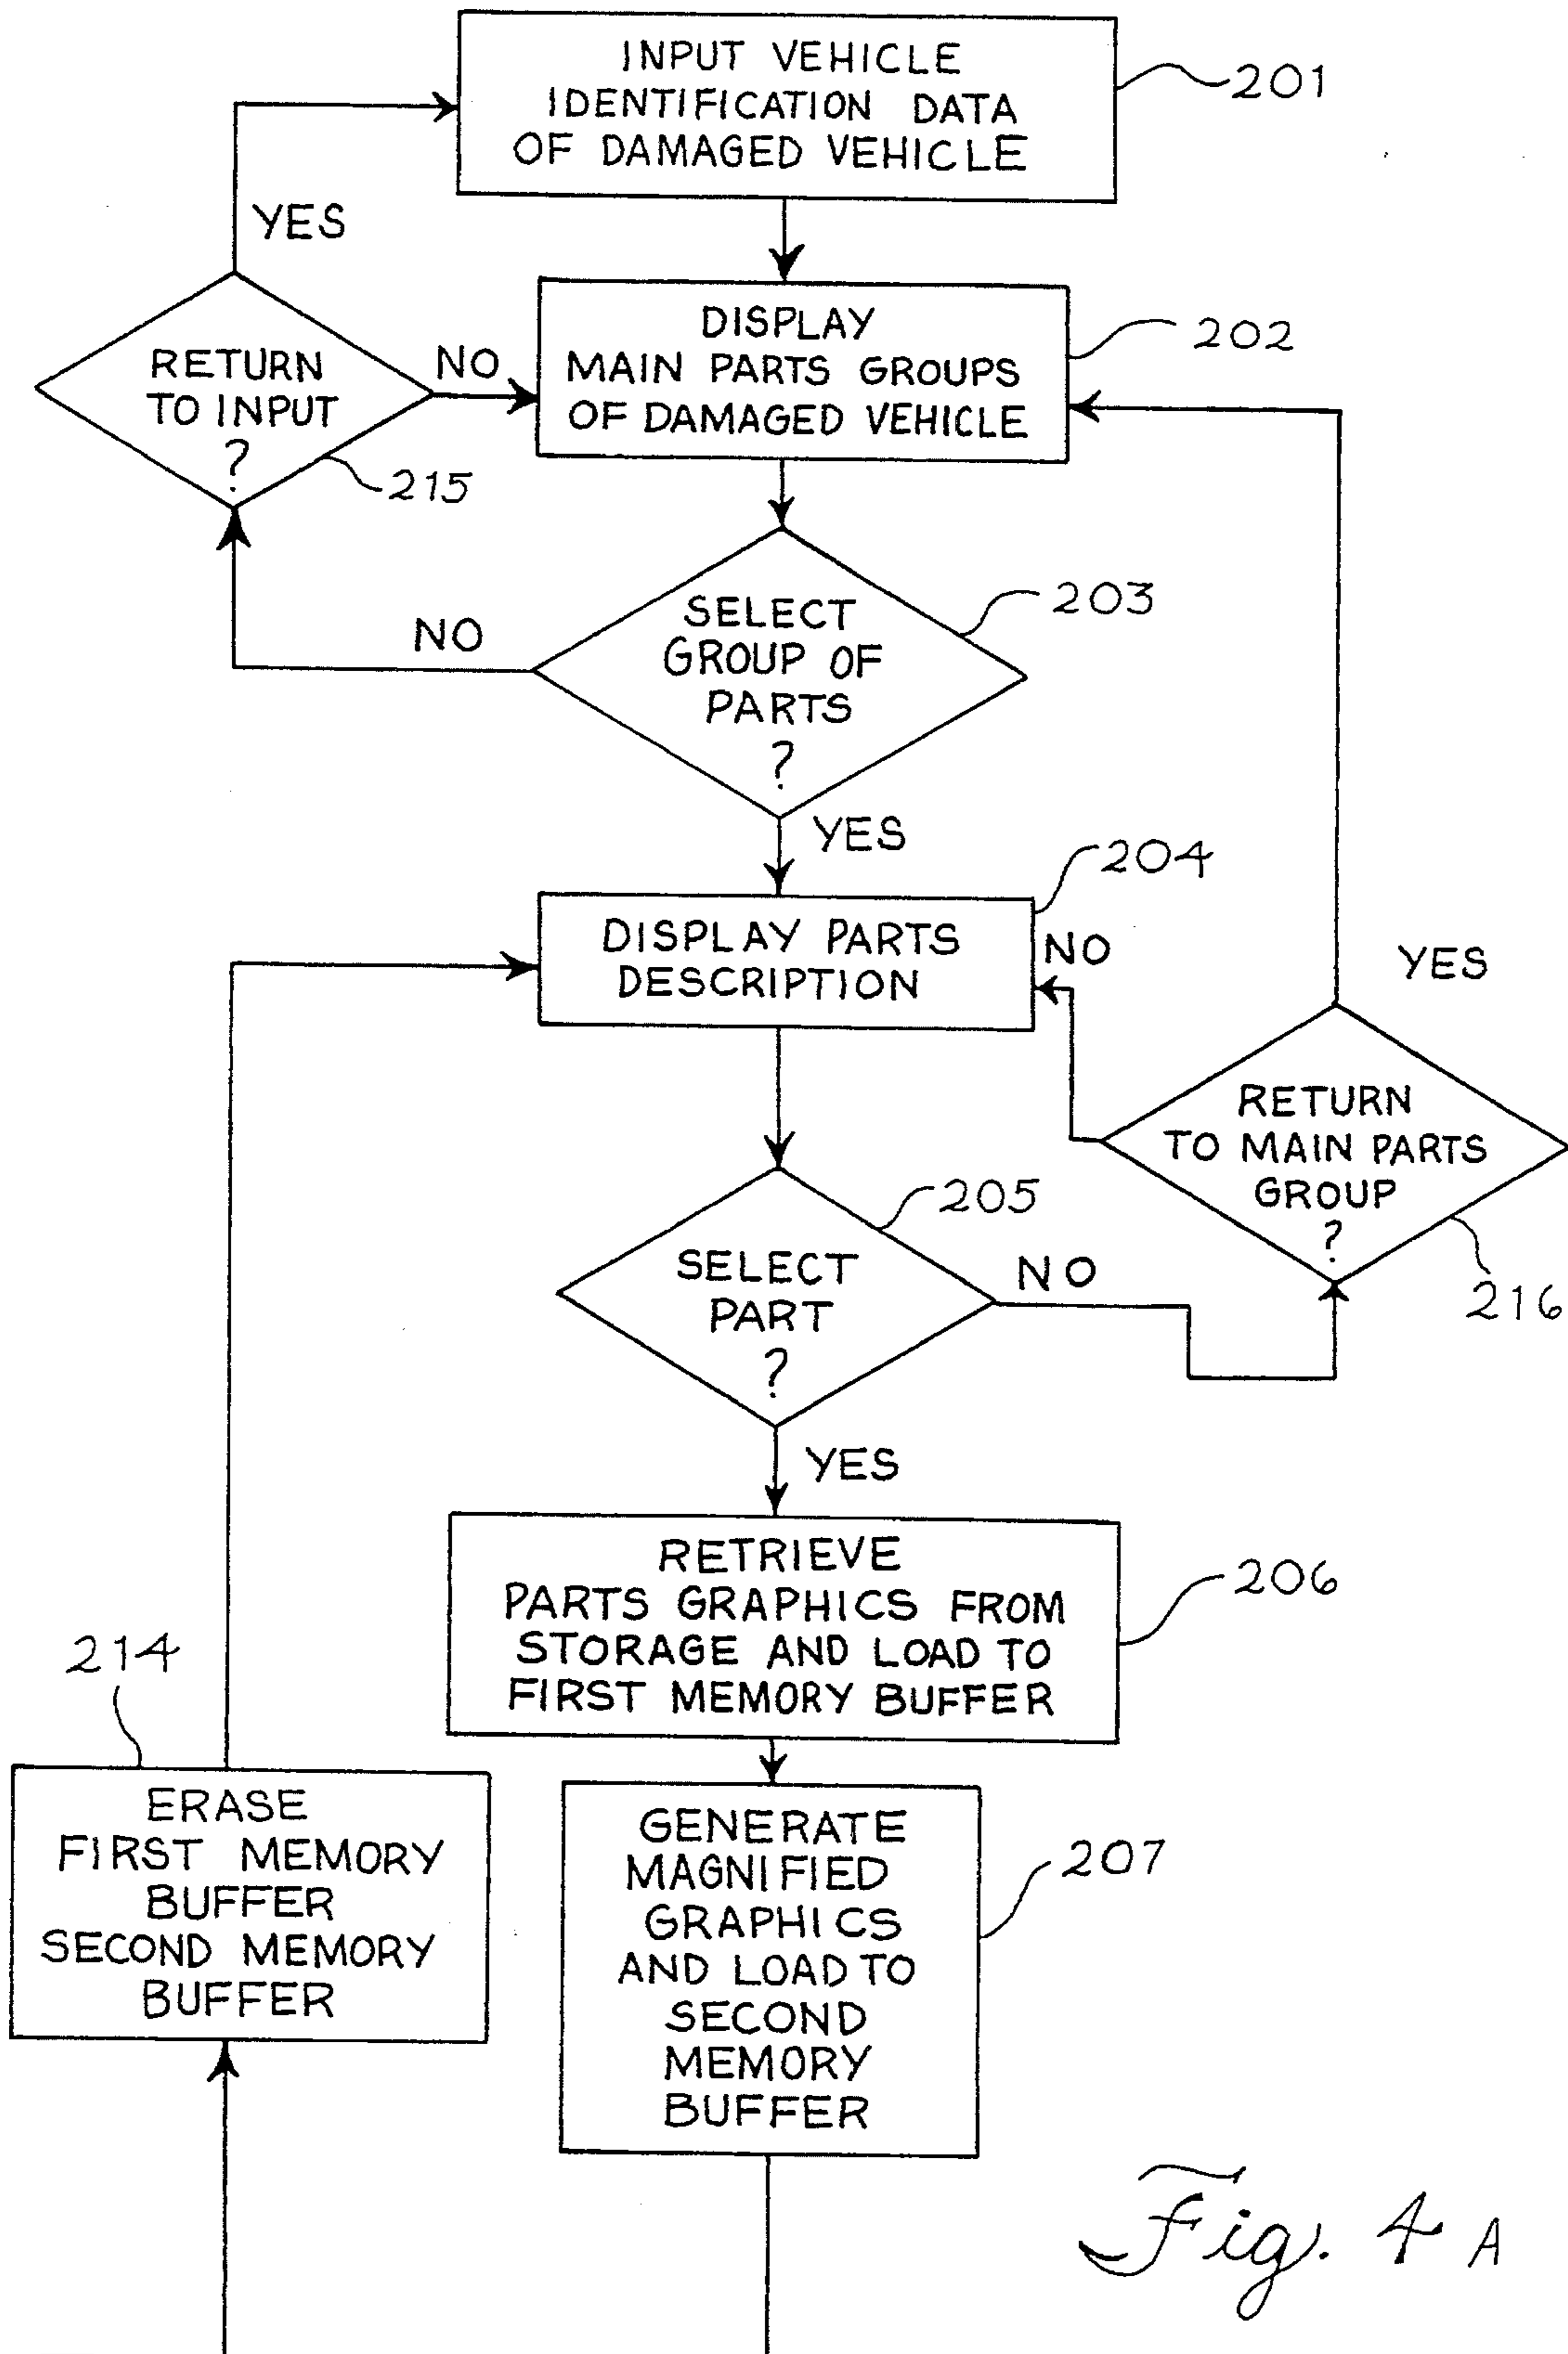 INPUT VEHICLE
IDENTIFICATION DATA
OF DAMAGED VEHICLE
201
YES
DISPLAY
MAIN PARTS GROUPS
OF DAMAGED VEHICLE
202
RETURN
TO INPUT
?
NO
215
SELECT
GROUP OF
PARTS
?
203
NO
YES
204
DISPLAY PARTS
DESCRIPTION
NO
YES
RETURN
TO MAIN PARTS
GROUP
?
216
205
SELECT
PART
?
NO
YES
RETRIEVE
PARTS GRAPHICS FROM
STORAGE AND LOAD TO
FIRST MEMORY BUFFER
206
214
ERASE
FIRST MEMORY
BUFFER
SECOND MEMORY
BUFFER
GENERATE
MAGNIFIED
GRAPHICS
AND LOAD TO
SECOND
MEMORY
BUFFER
207
Fig. 4 A